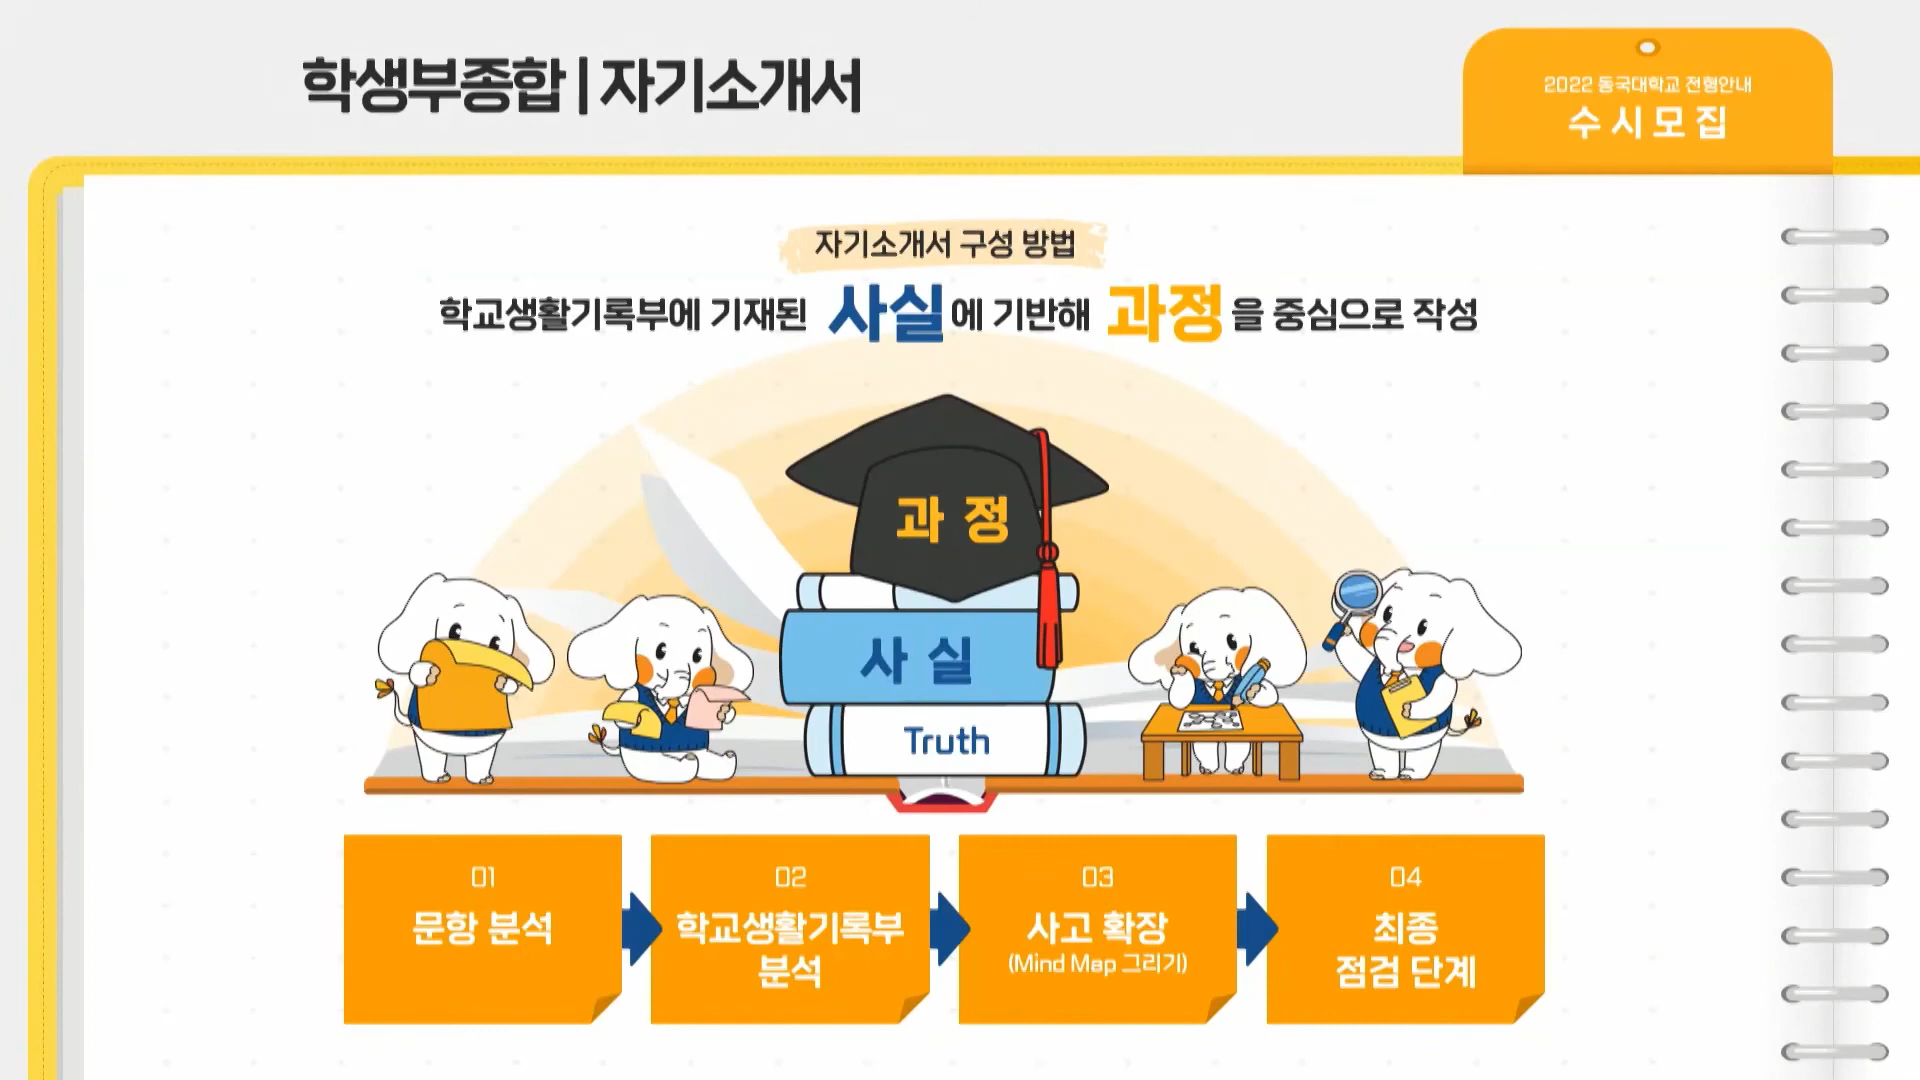 학생부종합 | 자기소개서
2022 동국대학교 전형안내
수시모집
자기소개서 구성 방법
학교생활기록부에 기재된 사실에 기반해 과정을 중심으로 작성
과정
사실
Truth
01
문항 분석
02
학교생활기록부
분석
03
사고 확장
(Mind Map 그리기)
04
최종
점검 단계